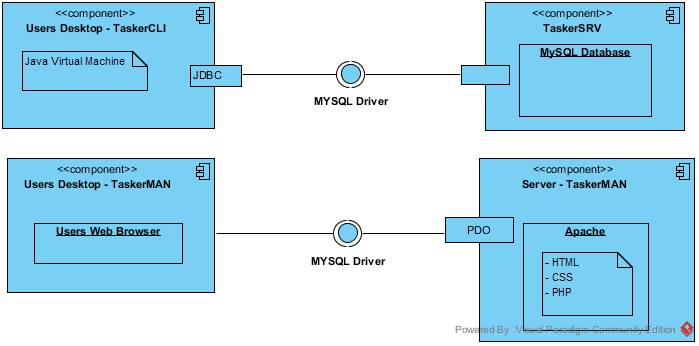 <<component>>
Users Desktop - TaskerCLI
Java Virtual Machine
JDBC
MYSQL Driver
<<component>>
TaskerSRV
MySQL Database
<<component>>
Users Desktop - TaskerMAN
Users Web Browser
MYSQL Driver
<<component>>
Server - TaskerMAN
PDO
Apache
- HTML
- CSS
- PHP
Powered By Visual Paradigm Community Edition